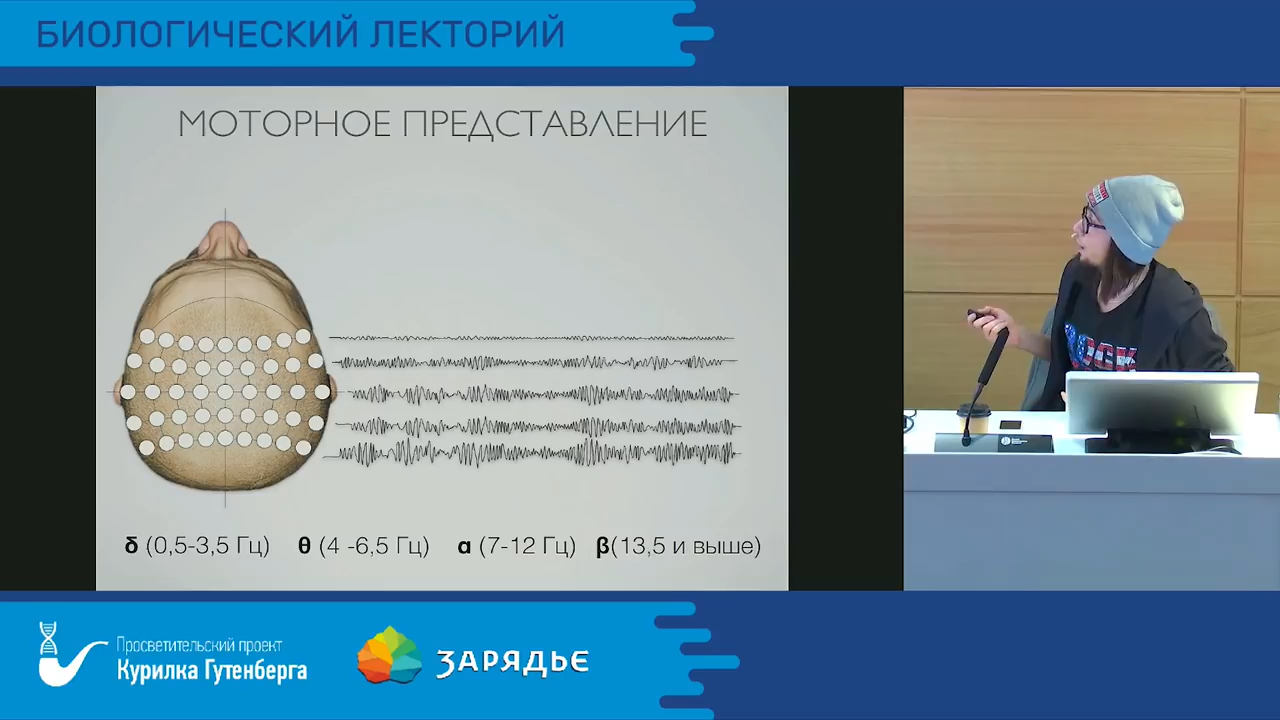 БИОЛОГИЧЕСКИЙ ЛЕКТОРИЙ
МОТОРНОЕ ПРЕДСТАВЛЕНИЕ
δ (0,5-3,5 Гц) θ (4 -6,5 Гц) α (7-12 Гц) β(13,5 и выше)
Просветительский проект
Курилка Гутенберга
ЗАРЯДЬЕ